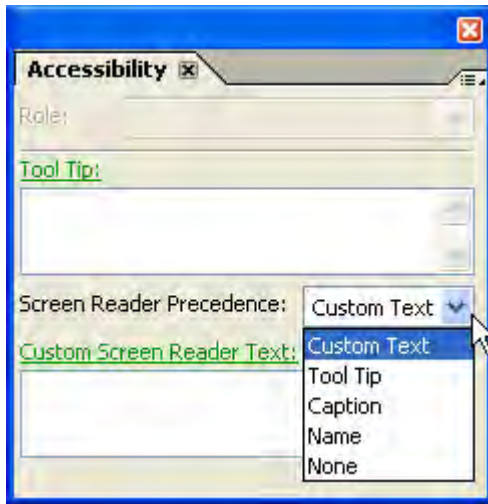 Accessibility
Role:
Tool Tip:
Screen Reader Precedence: Custom Text
Custom Screen Reader Text:
Custom Text
Tool Tip
Caption
Name
None